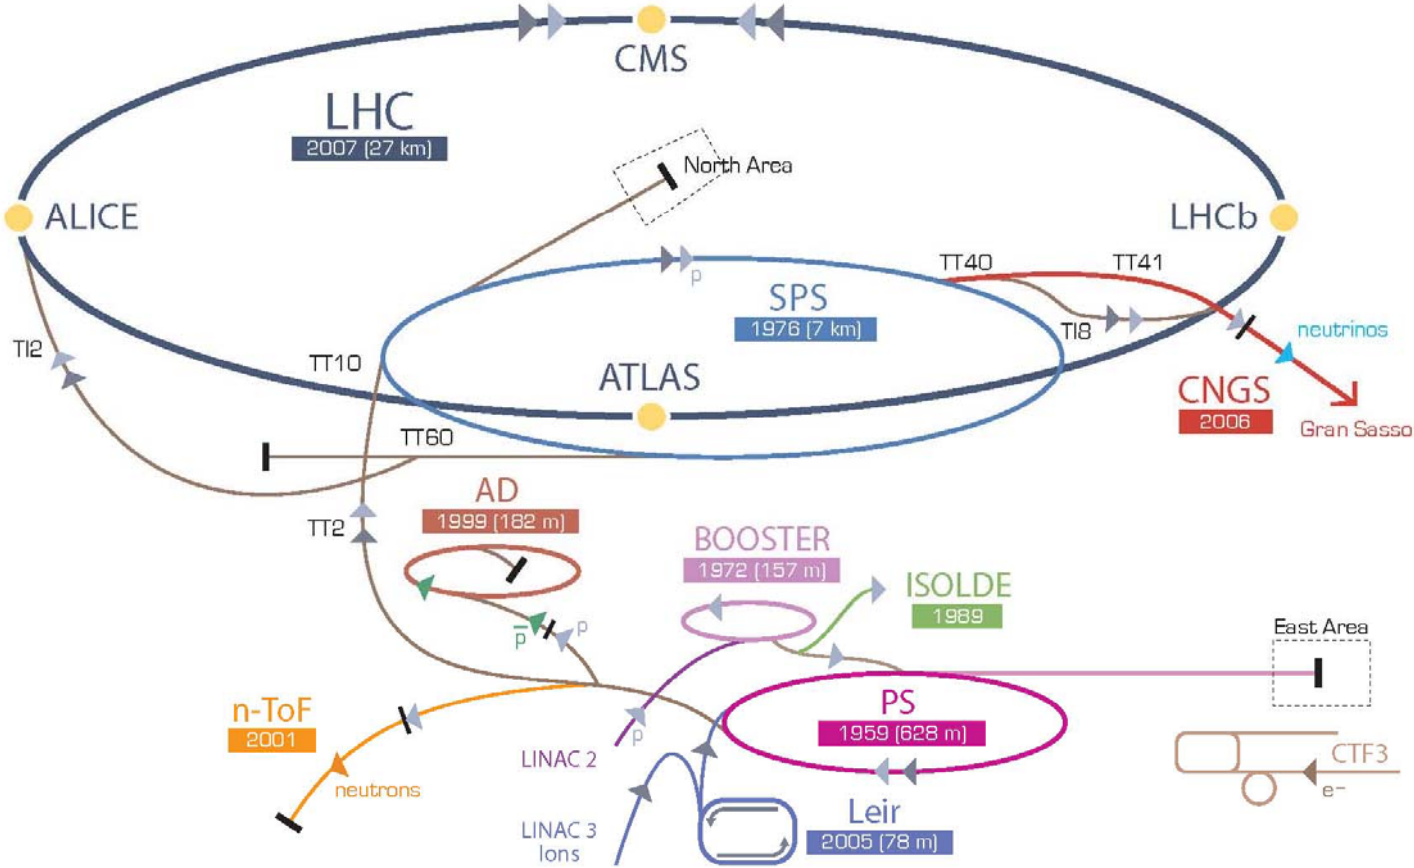 CMS
LHC
2007 (27 km)
North Area
ALICE
LHCb
TT40
TT41
p
SPS
1976 (7 km)
TI8
neutrinos
TI2
TT10
ATLAS
CNGS
2006
Gran Sasso
TT60
AD
1999 (182 m)
TT2
BOOSTER
1972 (157 m)
ISOLDE
1989
p
p
East Area
n-ToF
2001
PS
1959 (628 m)
p
LINAC 2
neutrons
CTF3
e-
Leir
2005 (78 m)
LINAC 3
Ions